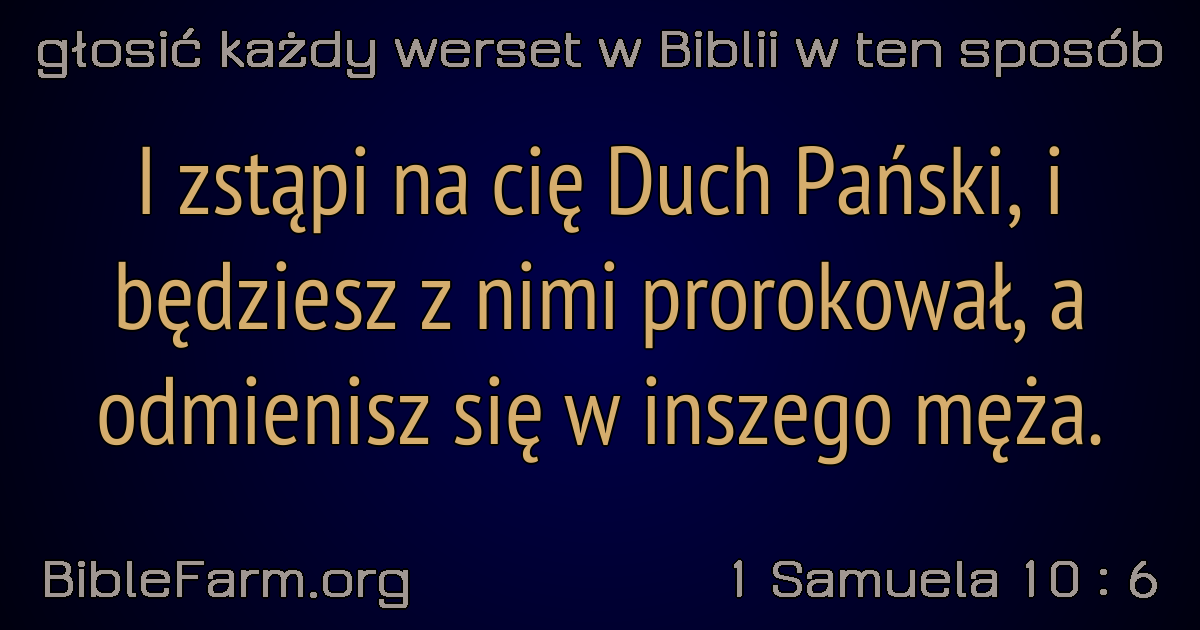 głosić każdy werset w Biblii w ten sposób
I zstąpi na cię Duch Pański, i
będziesz z nimi prorokował, a
odmienisz się w inszego męża.
BibleFarm.org
1 Samuela 10 : 6